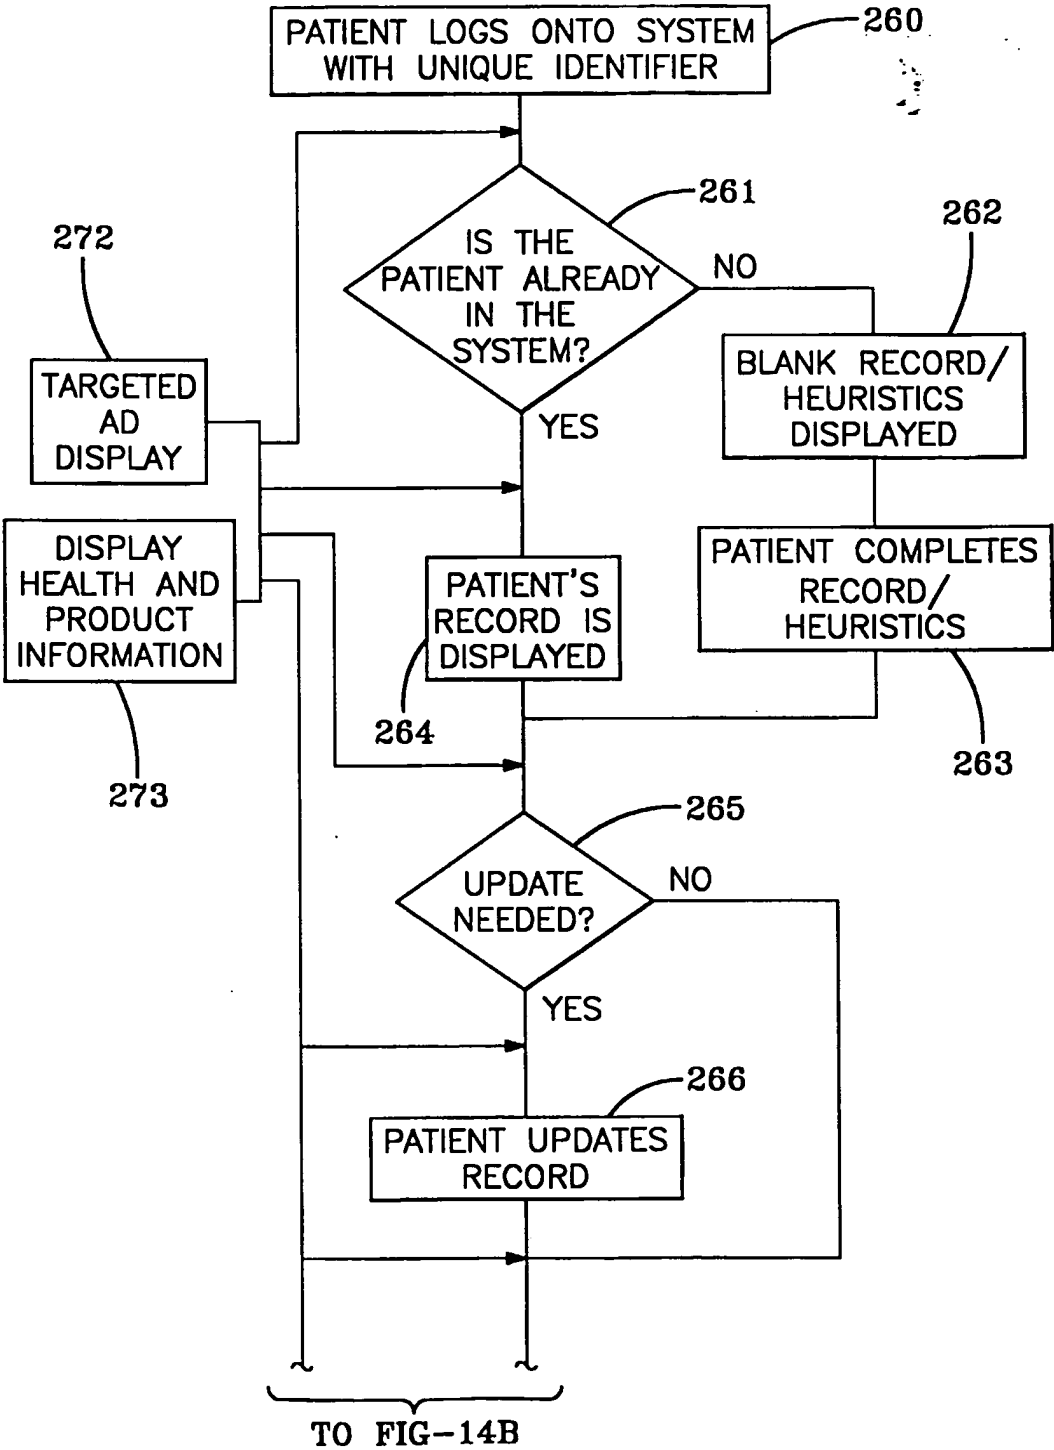 PATIENT LOGS ONTO SYSTEM
WITH UNIQUE IDENTIFIER
260
261
IS THE
PATIENT ALREADY
IN THE
SYSTEM?
NO
YES
262
BLANK RECORD/
HEURISTICS
DISPLAYED
272
TARGETED
AD
DISPLAY
DISPLAY
HEALTH AND
PRODUCT
INFORMATION
273
PATIENT'S
RECORD IS
DISPLAYED
264
PATIENT COMPLETES
RECORD/
HEURISTICS
263
265
UPDATE
NEEDED?
NO
YES
266
PATIENT UPDATES
RECORD
TO FIG-14B